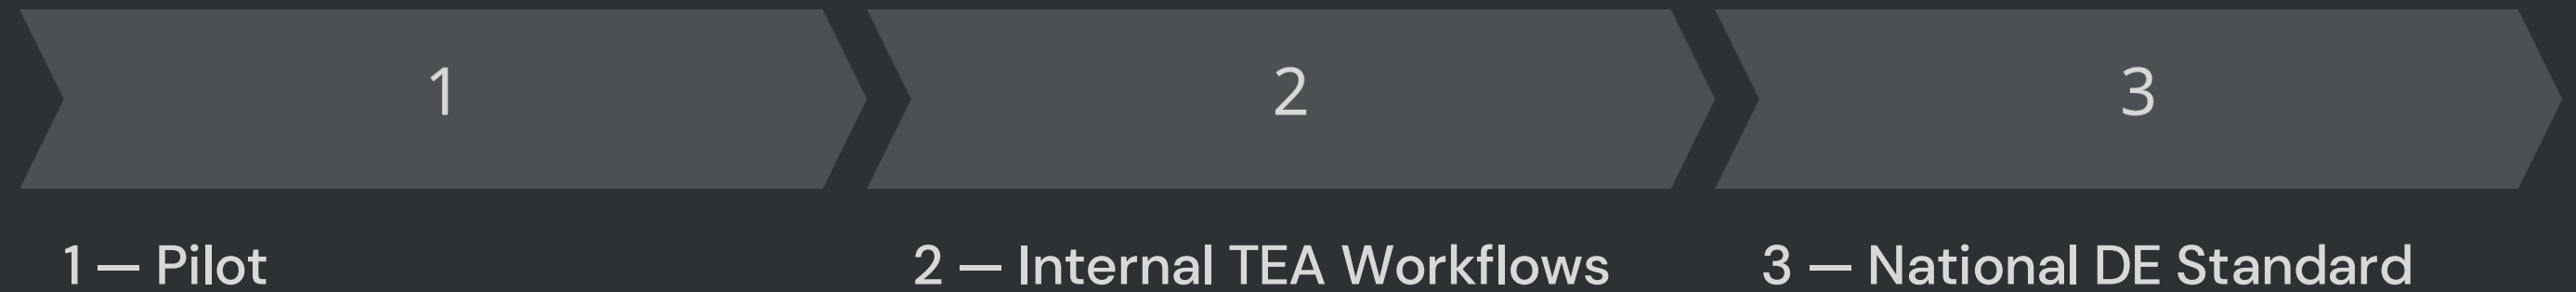 1
2
3
1 — Pilot
2 — Internal TEA Workflows
3 — National DE Standard